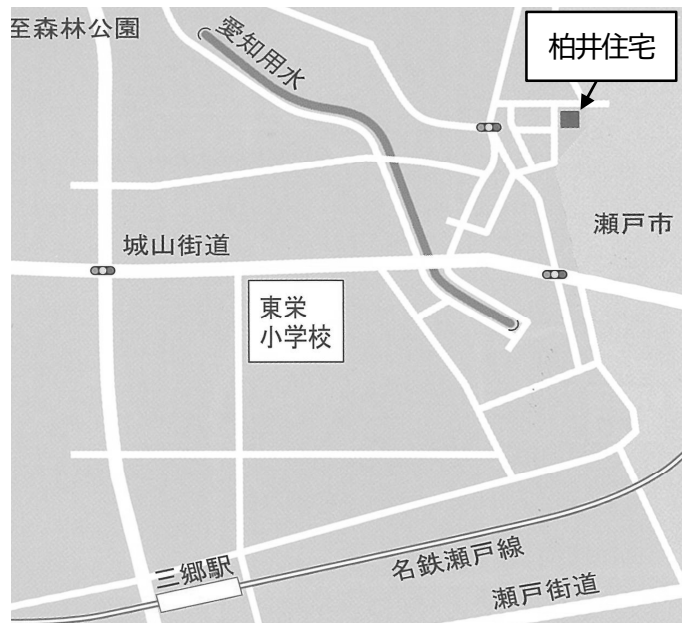 至森林公園
愛知用水
柏井住宅
瀬戸市
城山街道
東栄
小学校
三郷駅
名鉄瀬戸線
瀬戸街道